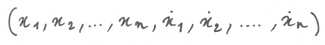 (x₁, x₂, ..., xₙ, ẋ₁, ẋ₂, ...., ẋₙ)